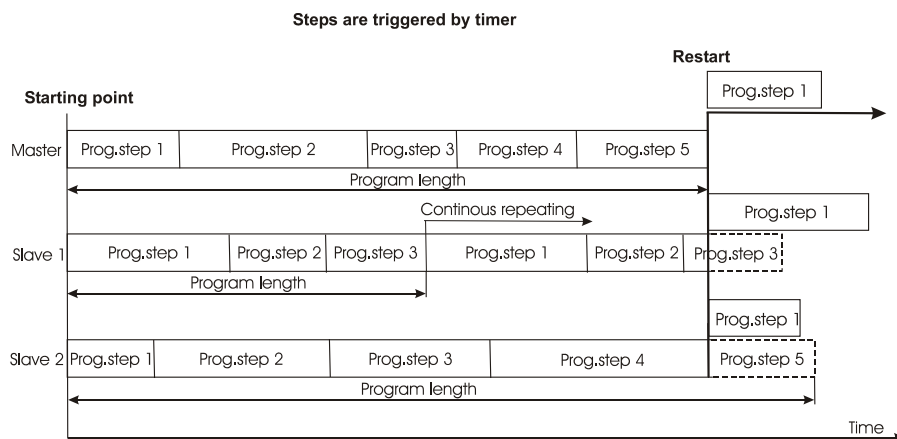 Steps are triggered by timer
Restart
Prog.step 1
Starting point
Master Prog.step 1 Prog.step 2 Prog.step 3 Prog.step 4 Prog.step 5
Program length
Continous repeating
Prog.step 1
Slave 1 Prog.step 1 Prog.step 2 Prog.step 3 Prog.step 1 Prog.step 2 Prog.step 3
Program length
Prog.step 1
Slave 2 Prog.step 1 Prog.step 2 Prog.step 3 Prog.step 4 Prog.step 5
Program length
Time